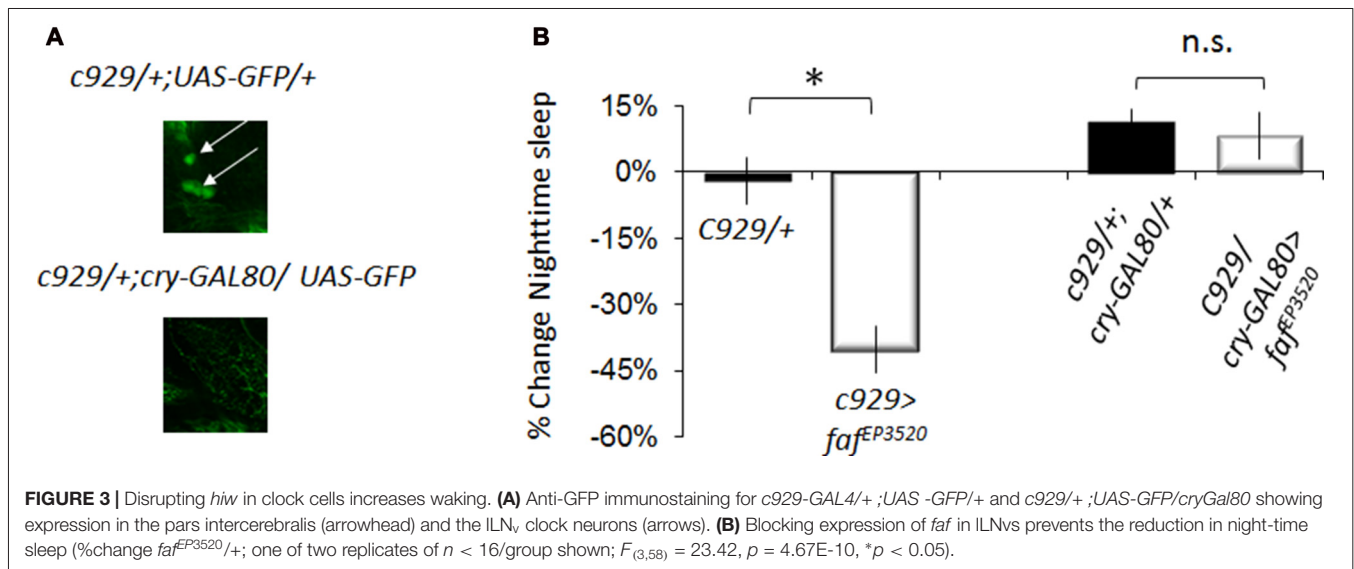 A
c929/+;UAS-GFP/+
c929/+;cry-GAL80/ UAS-GFP
B
n.s.
*
% Change Nighttime sleep
15%
0%
-15%
-30%
-45%
-60%
C929/+
c929>
faf^EP3520
c929/+;
cry-GAL80/+
C929/
cry-GAL80>
faf^EP3520
FIGURE 3 | Disrupting hiw in clock cells increases waking. (A) Anti-GFP immunostaining for c929-GAL4/+ ;UAS -GFP/+ and c929/+ ;UAS-GFP/cryGal80 showing
expression in the pars intercerebralis (arrowhead) and the lLNv clock neurons (arrows). (B) Blocking expression of faf in lLNvs prevents the reduction in night-time
sleep (%change faf^EP3520/+; one of two replicates of n < 16/group shown; F(3,58) = 23.42, p = 4.67E-10, *p < 0.05).